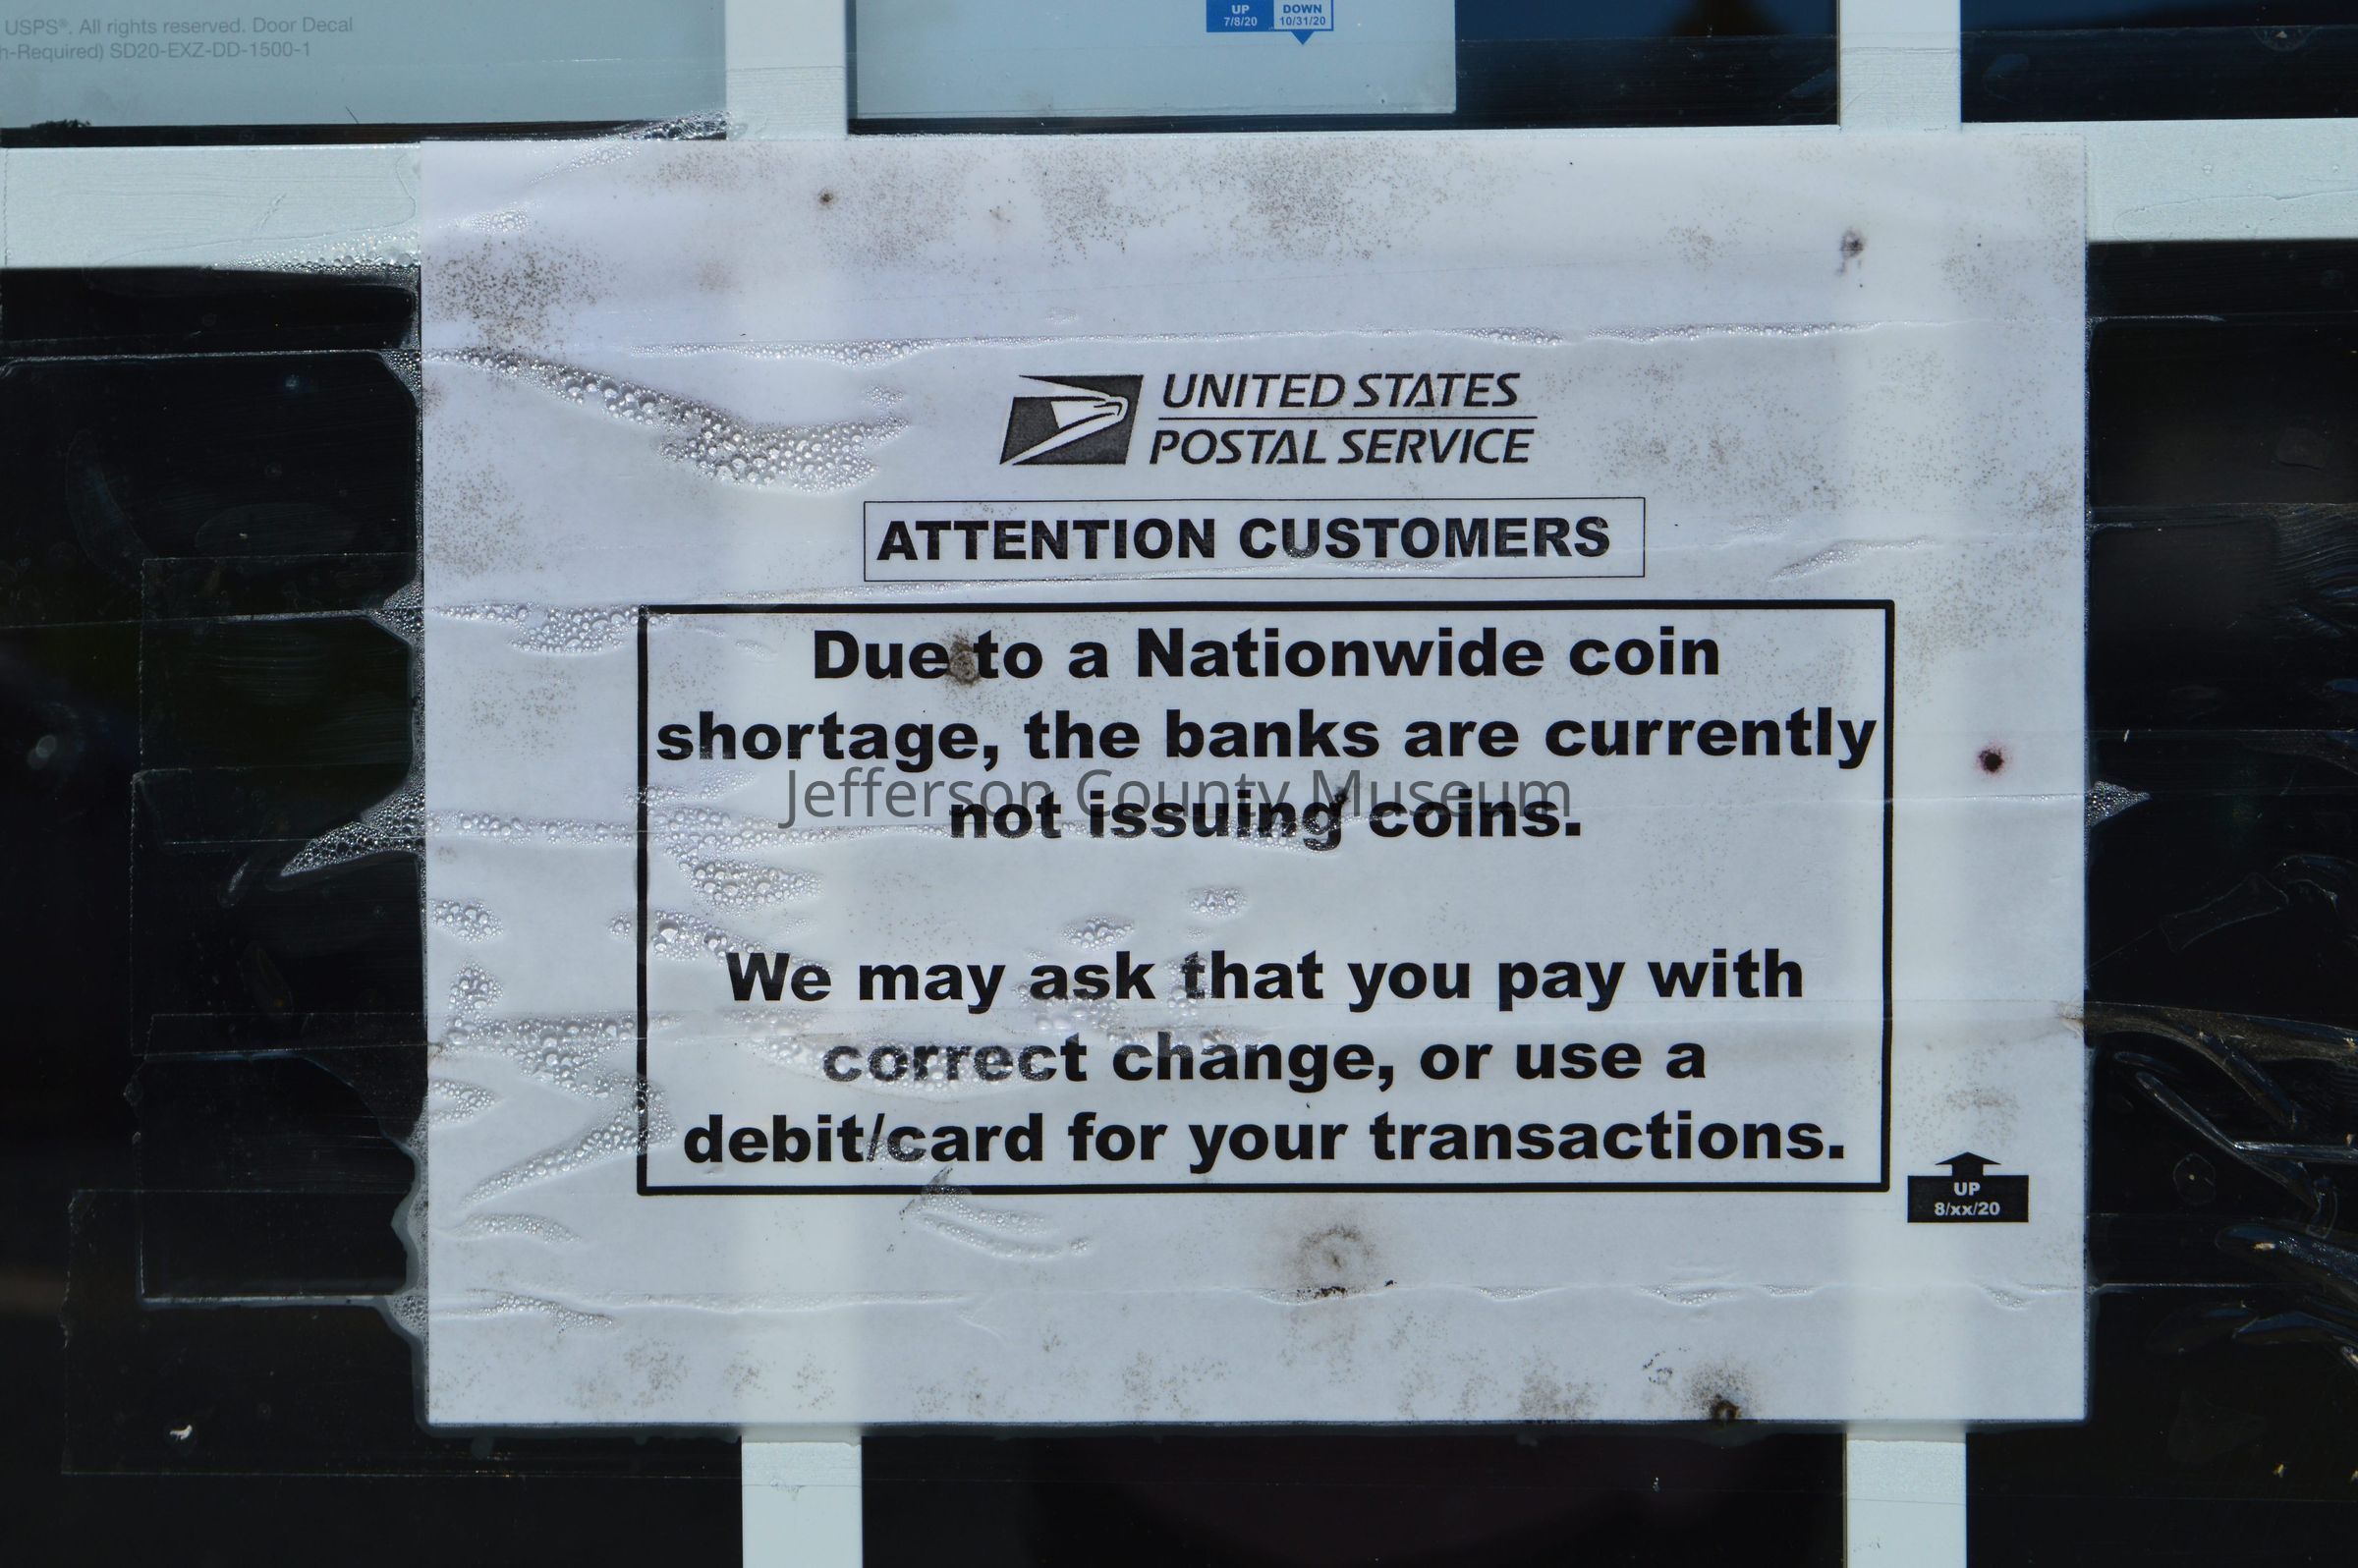 USPS®. All rights reserved. Door Decal
h-Required) SD20-EXZ-DD-1500-1
UP
7/8/20
DOWN
10/31/20
UNITED STATES
POSTAL SERVICE
ATTENTION CUSTOMERS
Due to a Nationwide coin
shortage, the banks are currently
Jefferson County Museum
not issuing coins.
We may ask that you pay with
correct change, or use a
debit/card for your transactions.
UP
8/xx/20